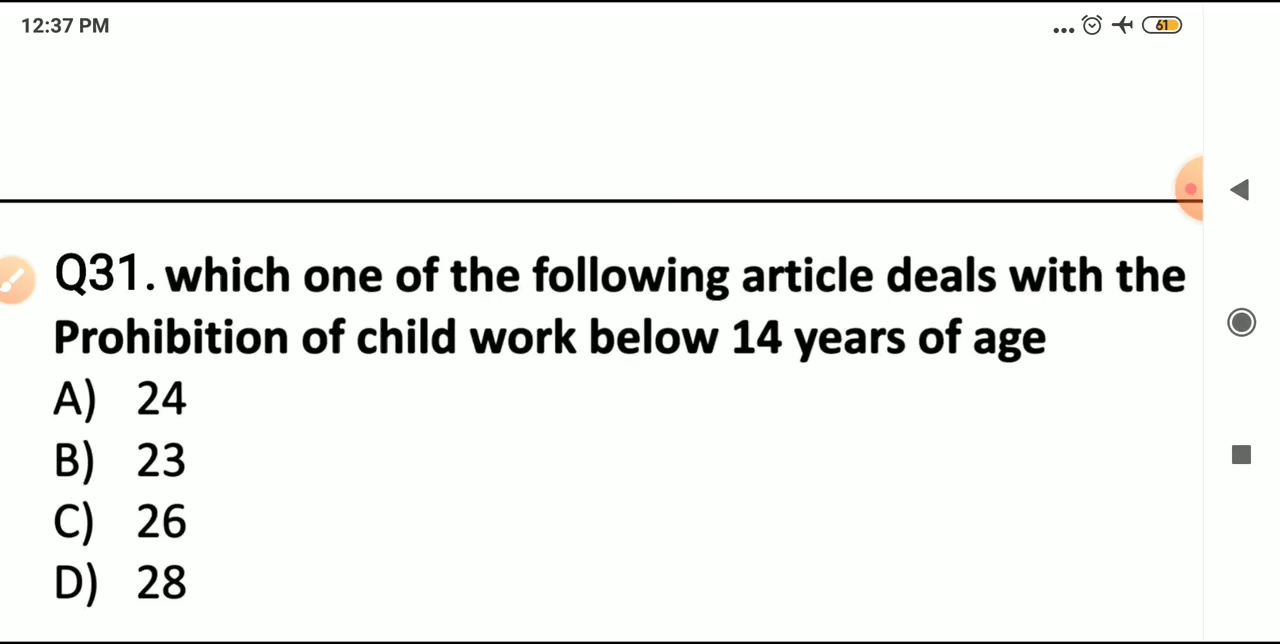 12:37 PM
61
Q31. which one of the following article deals with the
Prohibition of child work below 14 years of age
A) 24
B) 23
C) 26
D) 28